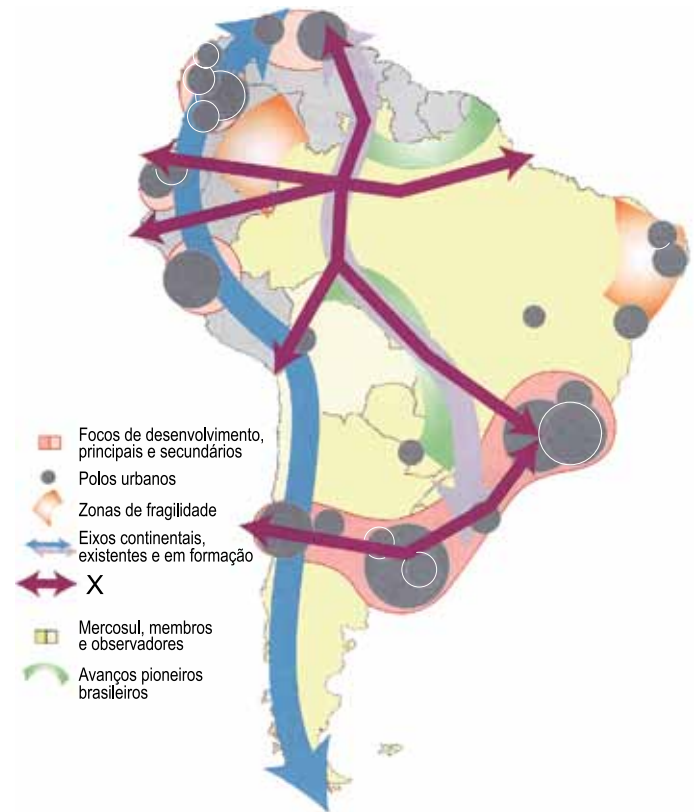 Focos de desenvolvimento,
principais e secundários
Polos urbanos
Zonas de fragilidade
Eixos continentais,
existentes e em formação
X
Mercosul, membros
e observadores
Avanços pioneiros
brasileiros